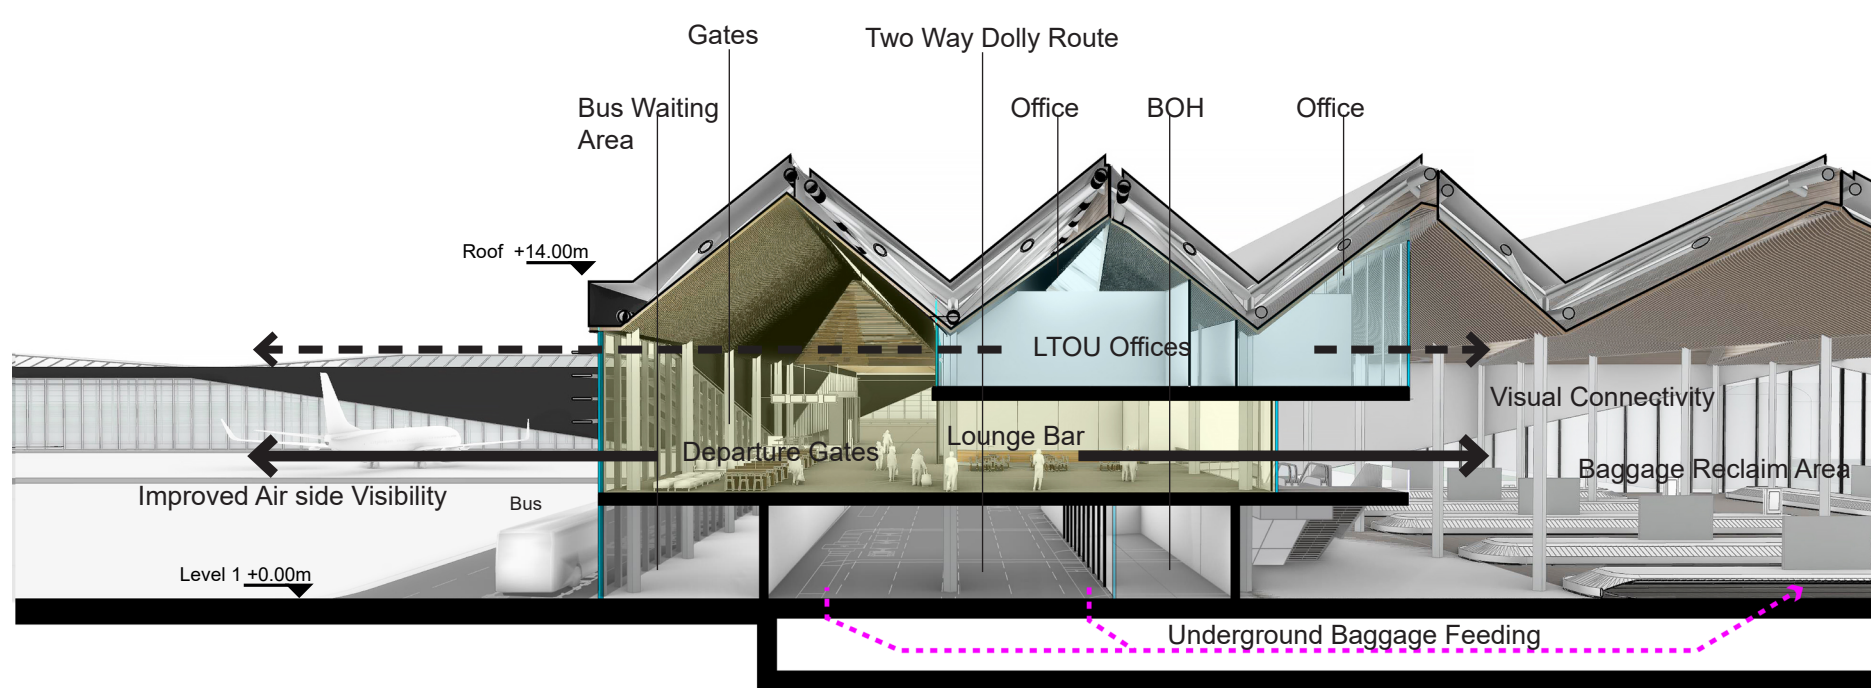 Gates
Two Way Dolly Route
Bus Waiting
Area
Office
BOH
Office
Roof +14.00m
LTOU Offices
Visual Connectivity
Departure Gates
Lounge Bar
Baggage Reclaim Area
Improved Air side Visibility
Bus
Level 1 +0.00m
Underground Baggage Feeding